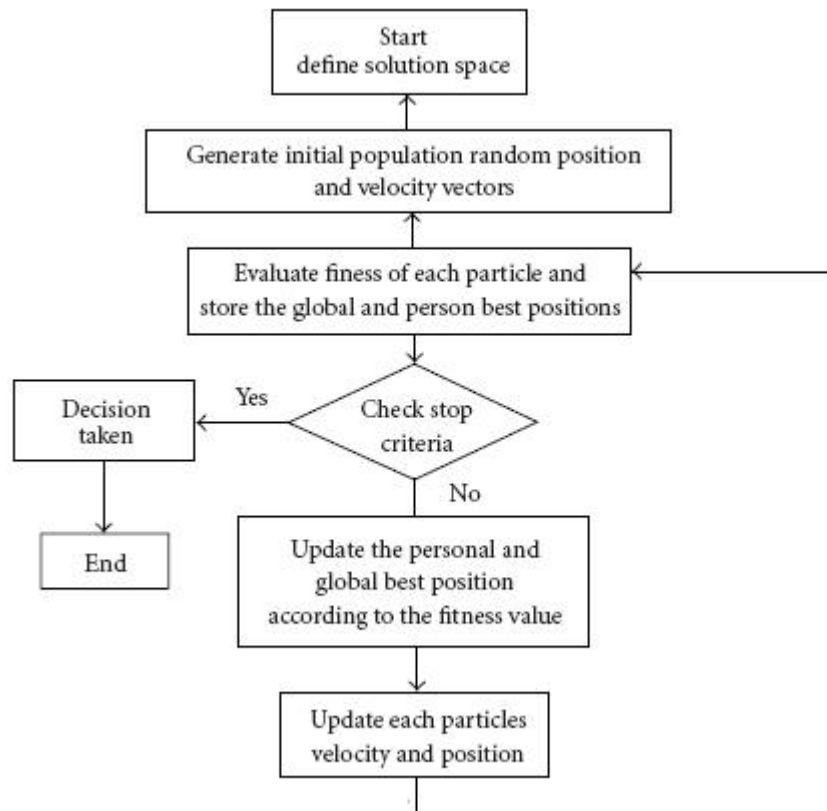 Start
define solution space
Generate initial population random position
and velocity vectors
Evaluate finess of each particle and
store the global and person best positions
Yes
Decision
taken
Check stop
criteria
No
End
Update the personal and
global best position
according to the fitness value
Update each particles
velocity and position